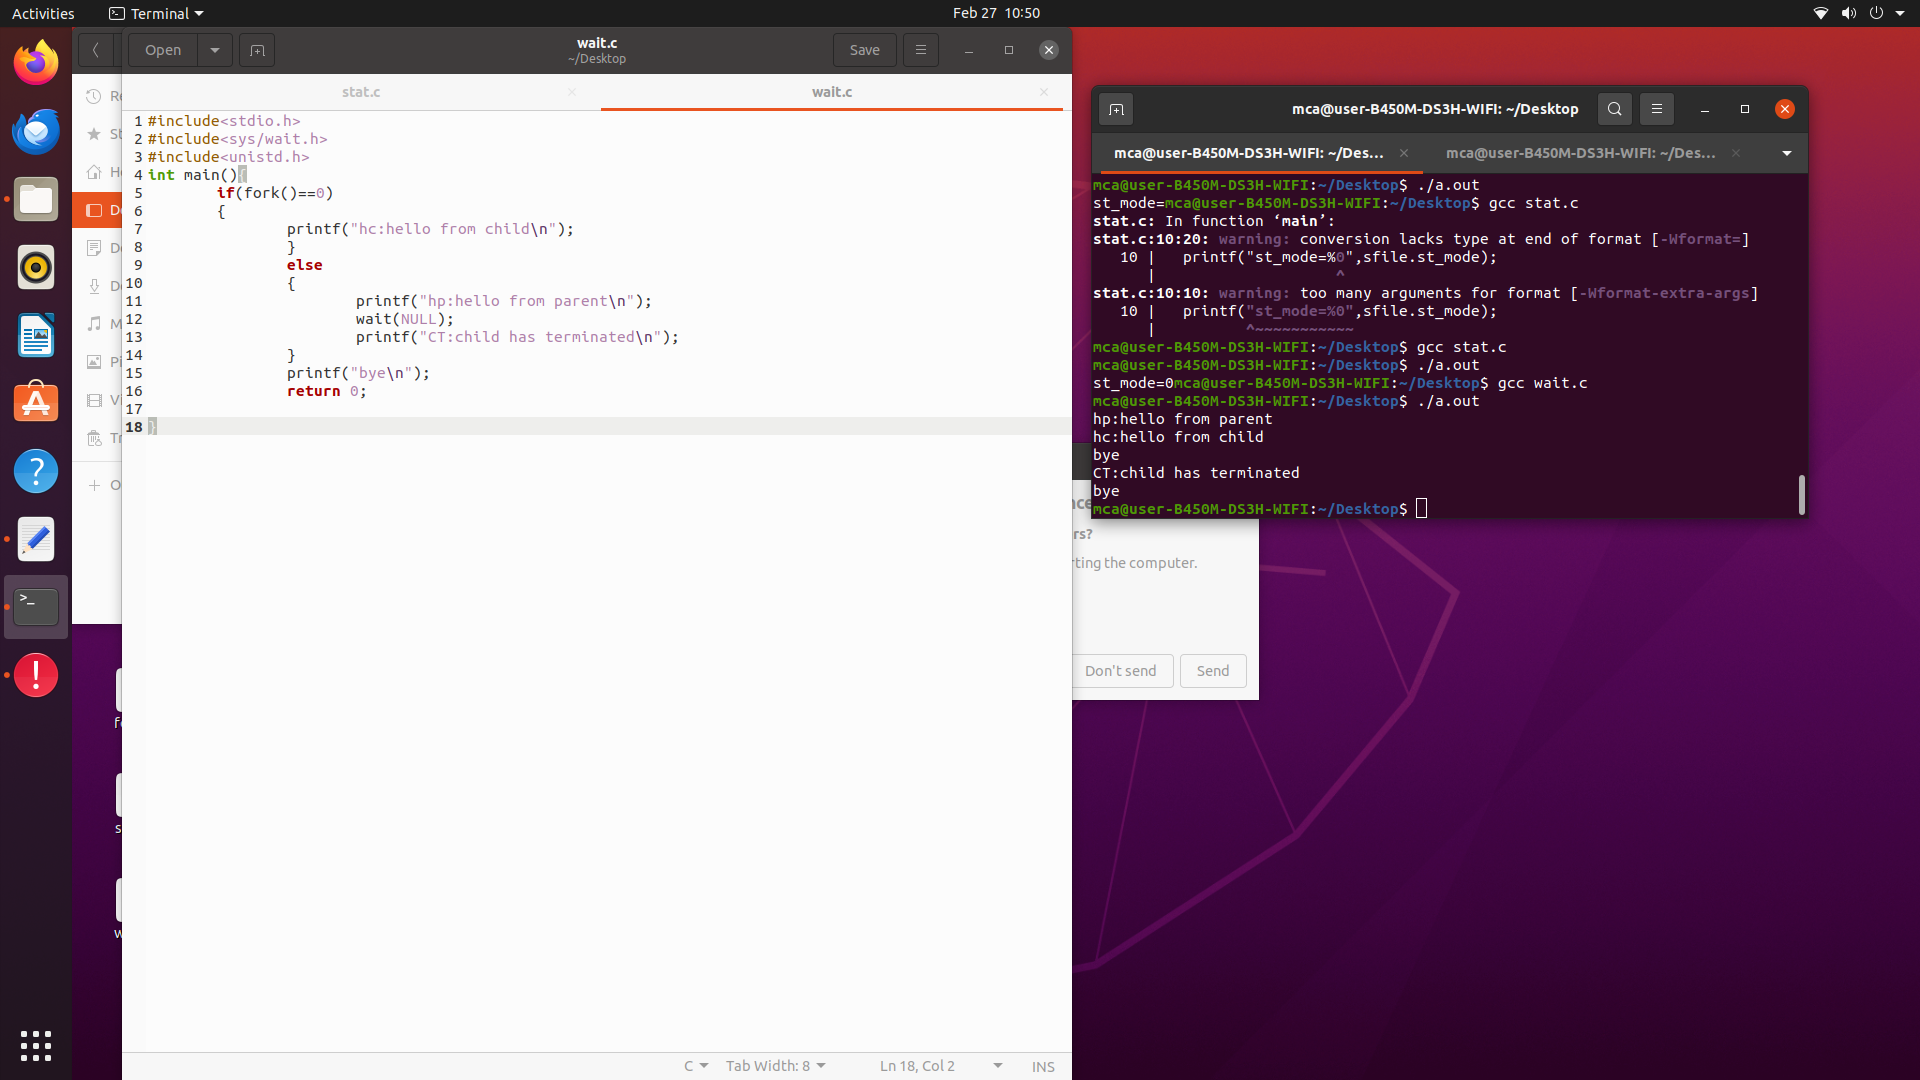 Activities
Terminal
Feb 27 10:50
Open
wait.c
~/Desktop
Save
stat.c
wait.c
1 #include<stdio.h>
2 #include<sys/wait.h>
3 #include<unistd.h>
4 int main(){
5 if(fork()==0)
6 {
7 printf("hc:hello from child\n");
8 }
9 else
10 {
11 printf("hp:hello from parent\n");
12 wait(NULL);
13 printf("CT:child has terminated\n");
14 }
15 printf("bye\n");
16 return 0;
17
18 }
C
Tab Width: 8
Ln 18, Col 2
INS
mca@user-B450M-DS3H-WIFI: ~/Desktop
mca@user-B450M-DS3H-WIFI: ~/Des...
mca@user-B450M-DS3H-WIFI: ~/Des...
mca@user-B450M-DS3H-WIFI:~/Desktop$ ./a.out
st_mode=mca@user-B450M-DS3H-WIFI:~/Desktop$ gcc stat.c
stat.c: In function ‘main’:
stat.c:10:20: warning: conversion lacks type at end of format [-Wformat=]
10 | printf("st_mode=%0",sfile.st_mode);
| ^
stat.c:10:10: warning: too many arguments for format [-Wformat-extra-args]
10 | printf("st_mode=%0",sfile.st_mode);
| ^~~~~~~~~~~~
mca@user-B450M-DS3H-WIFI:~/Desktop$ gcc stat.c
mca@user-B450M-DS3H-WIFI:~/Desktop$ ./a.out
st_mode=0mca@user-B450M-DS3H-WIFI:~/Desktop$ gcc wait.c
mca@user-B450M-DS3H-WIFI:~/Desktop$ ./a.out
hp:hello from parent
hc:hello from child
bye
CT:child has terminated
bye
mca@user-B450M-DS3H-WIFI:~/Desktop$
rs?
rting the computer.
Don't send
Send